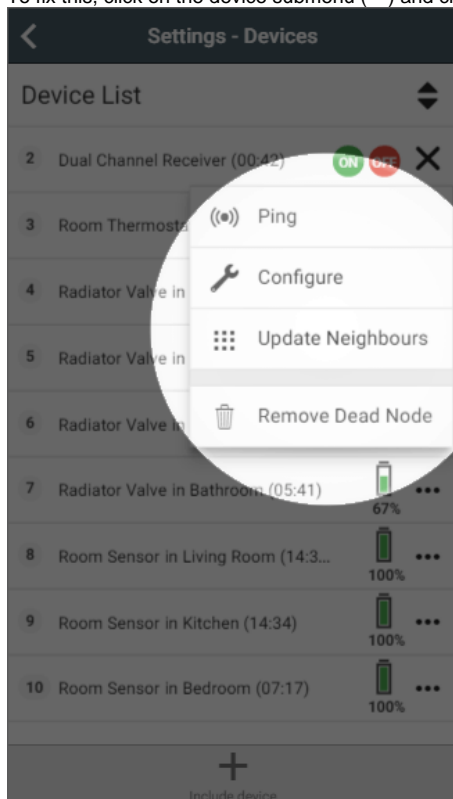 To fix this, click on the device submenu ( ) and
Settings - Devices
Device List
2 Dual Channel Receiver (00:42) ON OFF
3 Room Thermosta
Ping
Configure
4 Radiator Valve in
Update Neighbours
5 Radiator Valve in
Remove Dead Node
6 Radiator Valve in
7 Radiator Valve in Bathroom (05:41)
67%
8 Room Sensor in Living Room (14:3...
100%
9 Room Sensor in Kitchen (14:34)
100%
10 Room Sensor in Bedroom (07:17)
100%
Include device